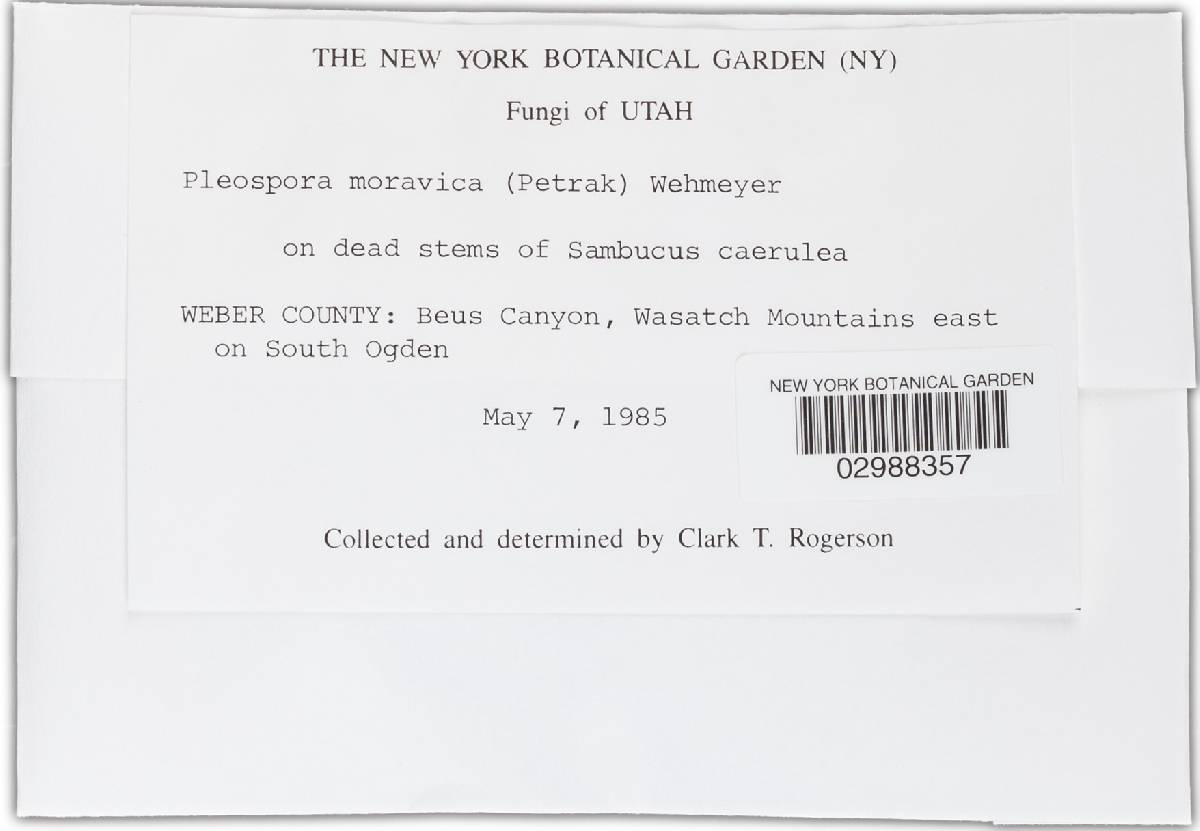 THE NEW YORK BOTANICAL GARDEN (NY)
Fungi of UTAH
Pleospora moravica (Petrak) Wehmeyer
on dead stems of Sambucus caerulea
WEBER COUNTY: Beus Canyon, Wasatch Mountains east
on South Ogden
May 7, 1985
NEW YORK BOTANICAL GARDEN
02988357
Collected and determined by Clark T. Rogerson